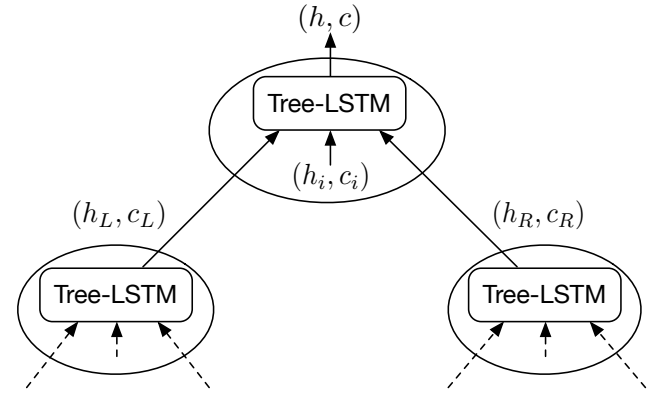 (h, c)
Tree-LSTM
(h_i, c_i)
(h_L, c_L)
(h_R, c_R)
Tree-LSTM
Tree-LSTM